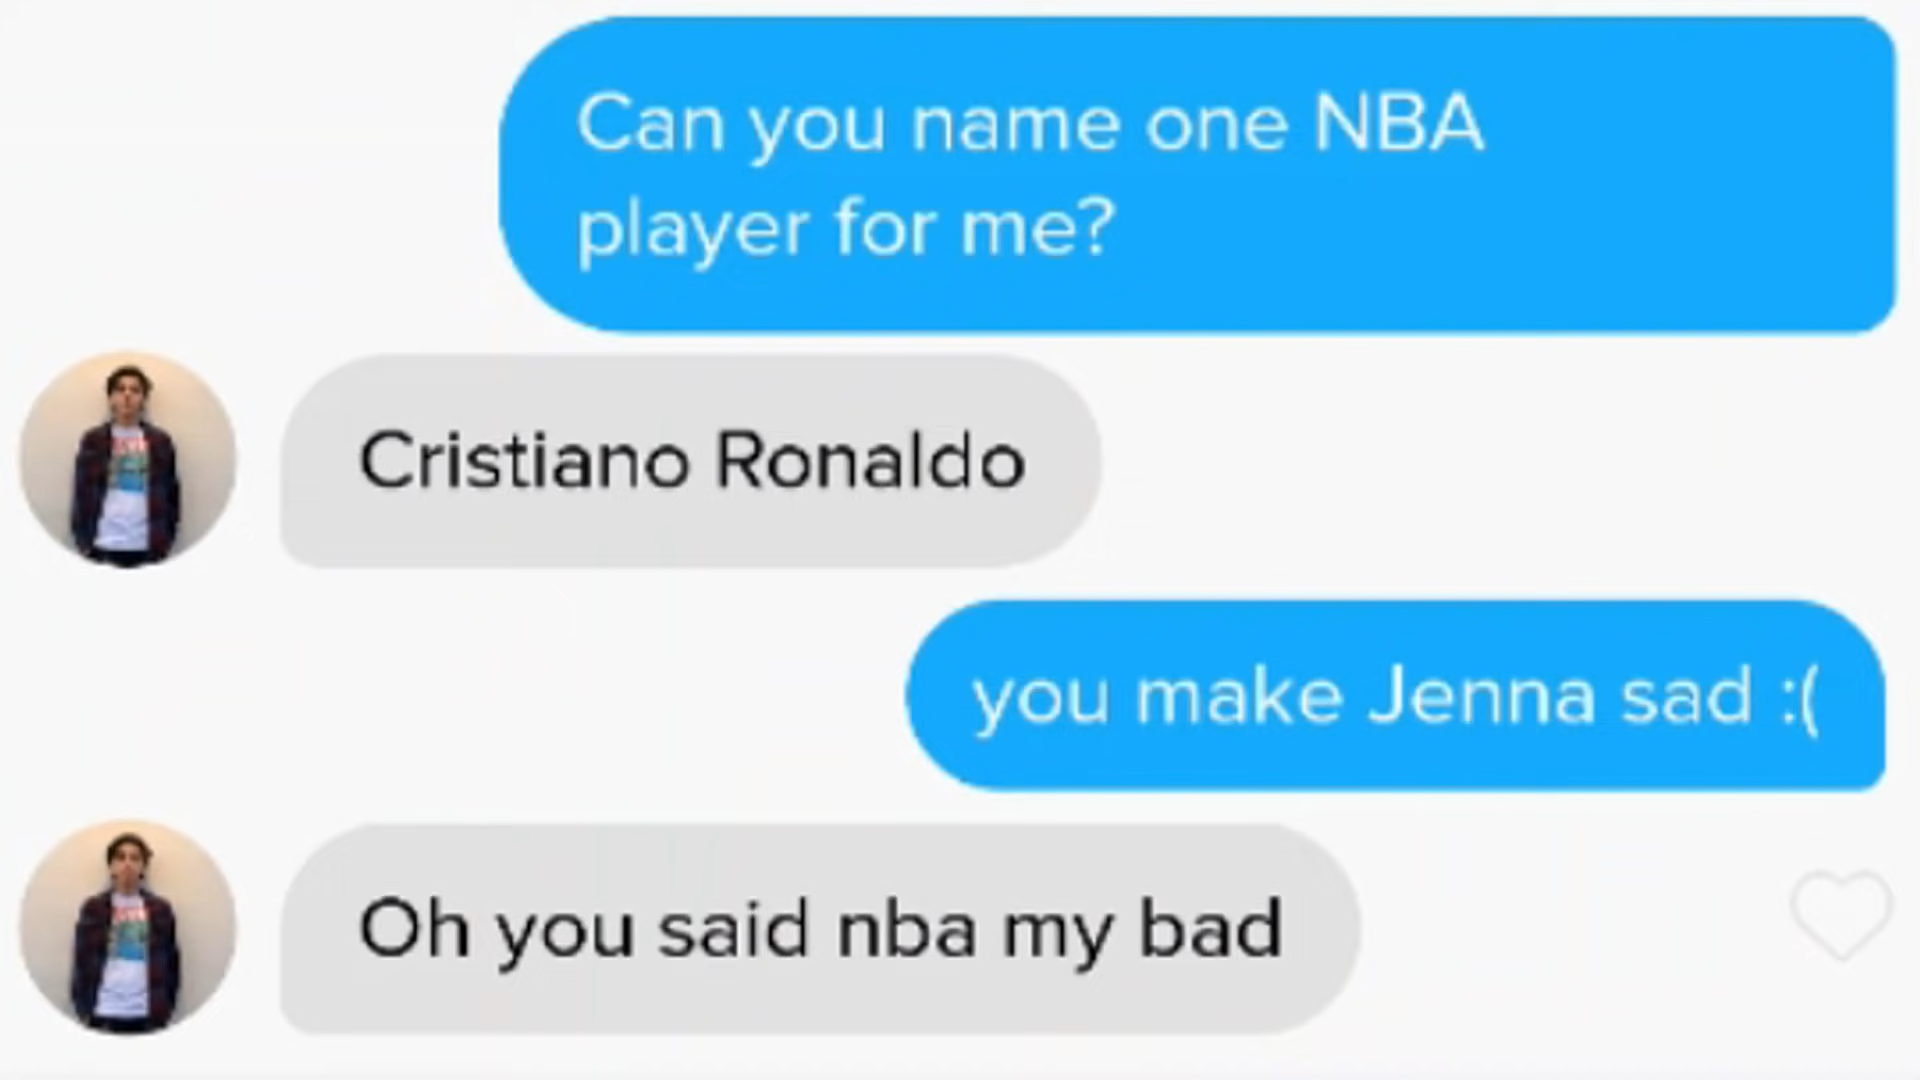 Can you name one NBA
player for me?
Cristiano Ronaldo
you make Jenna sad :(
Oh you said nba my bad